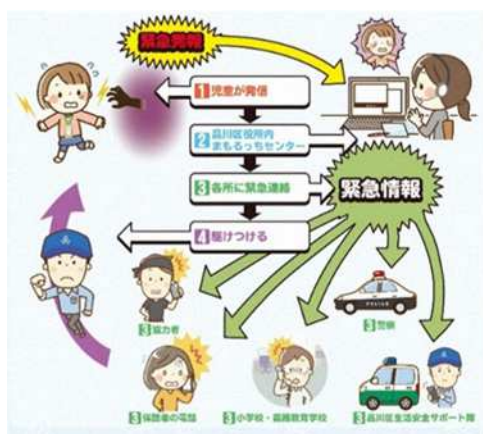 緊急発報
1 児童が発信
2 品川区役所内
まもるっちセンター
3 各所に緊急連絡
緊急情報
4 駆けつける
3 協力者
POLICE
3 警察
3 保護者の電話
3 小学校・義務教育学校
3 品川区生活安全サポート隊